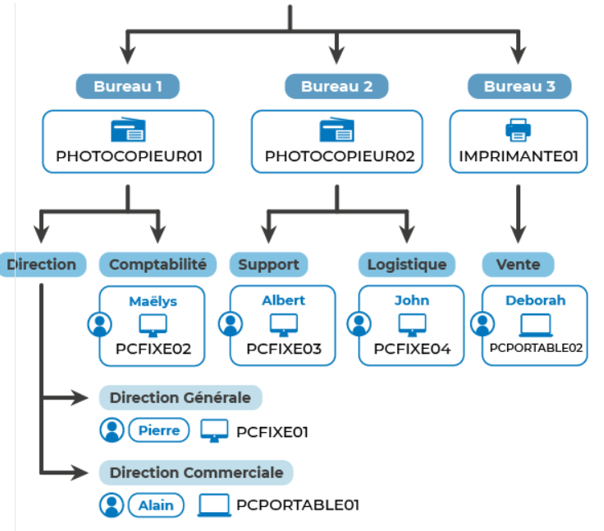 Bureau 1
Bureau 2
Bureau 3
PHOTOCOPIEUR01
PHOTOCOPIEUR02
IMPRIMANTE01
Direction
Comptabilité
Support
Logistique
Vente
Maëlys
Albert
John
Deborah
PCFIXE02
PCFIXE03
PCFIXE04
PCPORTABLE02
Direction Générale
Pierre PCFIXE01
Direction Commerciale
Alain PCPORTABLE01